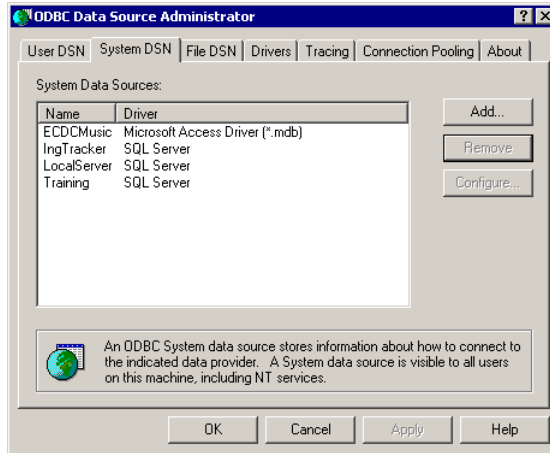 ODBC Data Source Administrator
User DSN System DSN File DSN Drivers Tracing Connection Pooling About
System Data Sources:
Name Driver
ECDCMusic Microsoft Access Driver (*.mdb)
IngTracker SQL Server
LocalServer SQL Server
Training SQL Server
Add...
Remove
Configure...
An ODBC System data source stores information about how to connect to
the indicated data provider. A System data source is visible to all users
on this machine, including NT services.
OK Cancel Apply Help